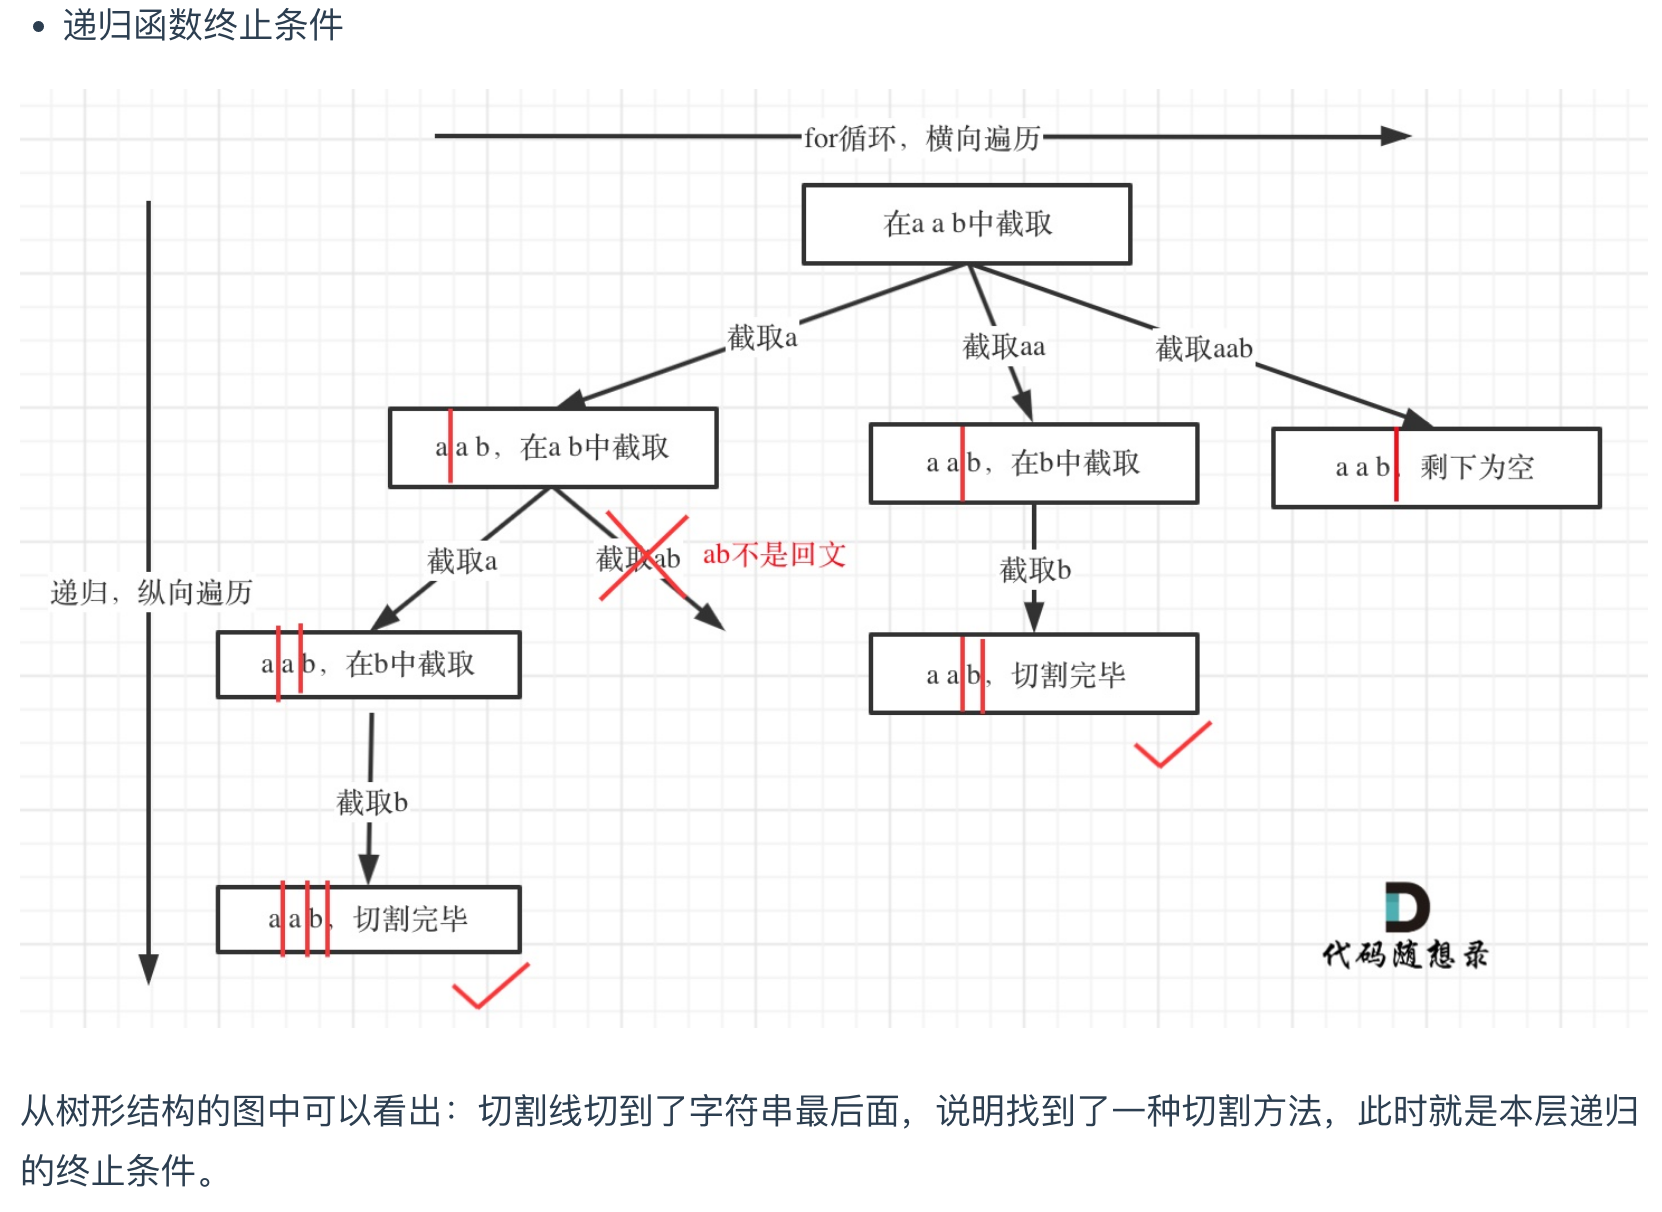 递归函数终止条件
for循环，横向遍历
在a a b中截取
截取a
截取aa
截取aab
a a b，在a b中截取
a a b，在b中截取
a a b，剩下为空
截取a
截取ab
ab不是回文
截取b
递归，纵向遍历
a a b，在b中截取
a a b，切割完毕
截取b
a a b，切割完毕
代码随想录
从树形结构的图中可以看出：切割线切到了字符串最后面，说明找到了一种切割方法，此时就是本层递归
的终止条件。